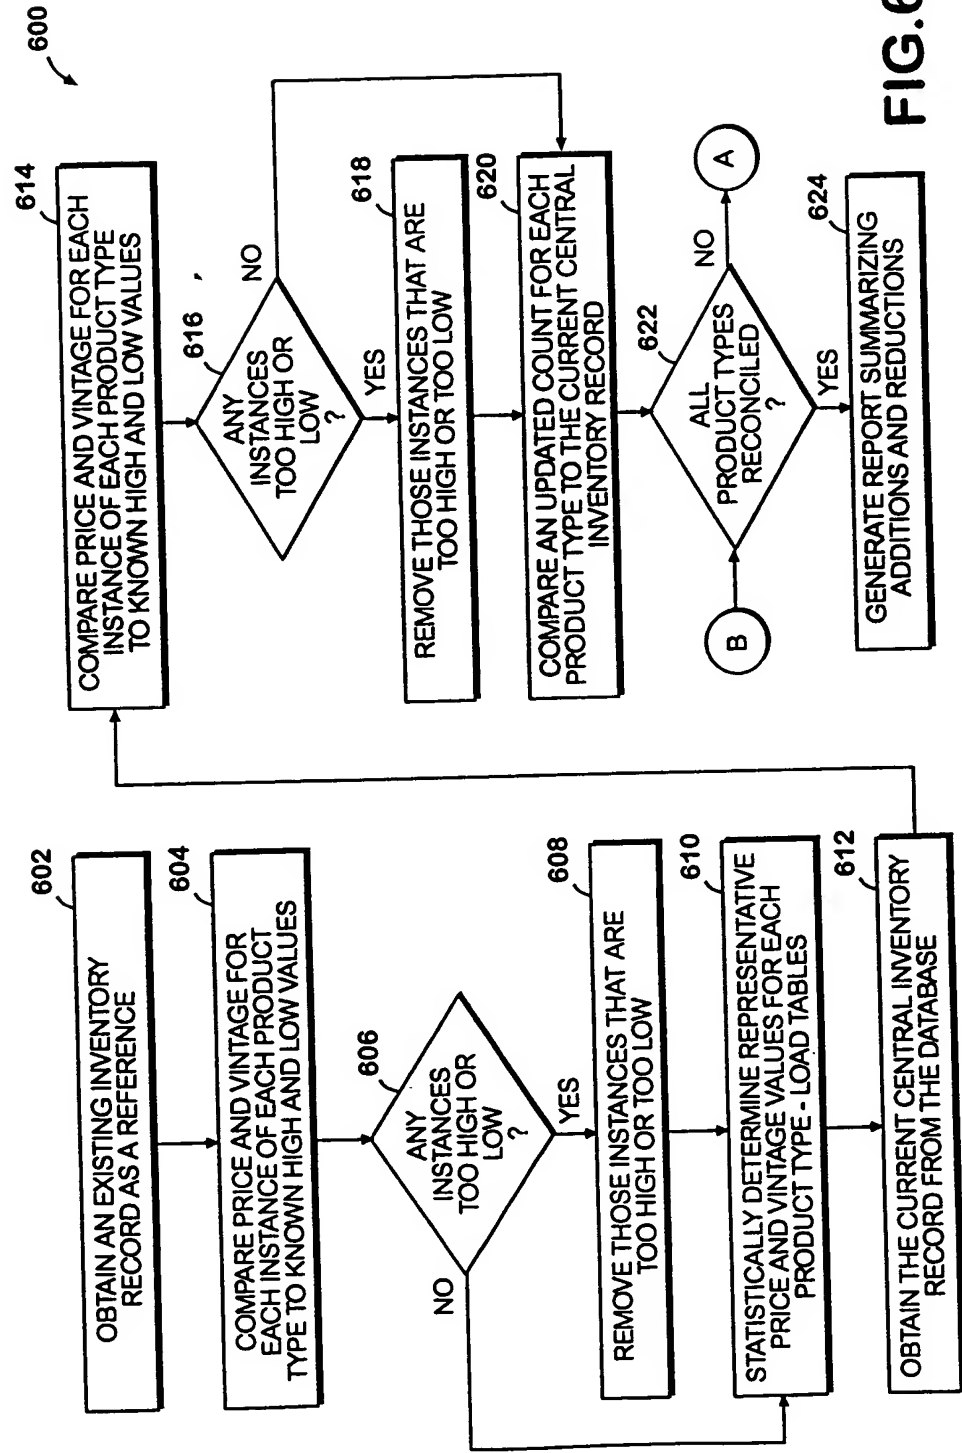 600
602
OBTAIN AN EXISTING INVENTORY
RECORD AS A REFERENCE
604
COMPARE PRICE AND VINTAGE FOR
EACH INSTANCE OF EACH PRODUCT
TYPE TO KNOWN HIGH AND LOW VALUES
606
ANY
INSTANCES
TOO HIGH OR
LOW
?
NO
YES
608
REMOVE THOSE INSTANCES THAT ARE
TOO HIGH OR TOO LOW
610
STATISTICALLY DETERMINE REPRESENTATIVE
PRICE AND VINTAGE VALUES FOR EACH
PRODUCT TYPE - LOAD TABLES
612
OBTAIN THE CURRENT CENTRAL INVENTORY
RECORD FROM THE DATABASE
614
COMPARE PRICE AND VINTAGE FOR EACH
INSTANCE OF EACH PRODUCT TYPE
TO KNOWN HIGH AND LOW VALUES
616
ANY
INSTANCES
TOO HIGH OR
LOW
?
NO
YES
618
REMOVE THOSE INSTANCES THAT ARE
TOO HIGH OR TOO LOW
620
COMPARE AN UPDATED COUNT FOR EACH
PRODUCT TYPE TO THE CURRENT CENTRAL
INVENTORY RECORD
622
B
ALL
PRODUCT TYPES
RECONCILED
?
NO
A
YES
624
GENERATE REPORT SUMMARIZING
ADDITIONS AND REDUCTIONS
FIG.6